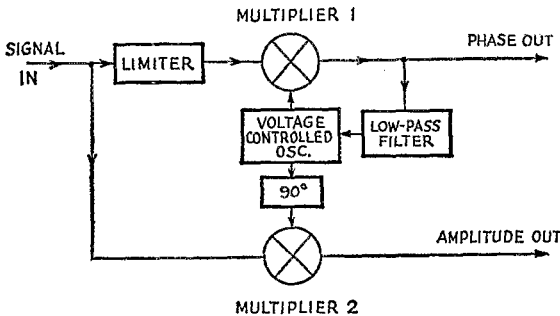 MULTIPLIER 1
SIGNAL
IN
LIMITER
PHASE OUT
VOLTAGE
CONTROLLED
OSC.
LOW-PASS
FILTER
90°
AMPLITUDE OUT
MULTIPLIER 2